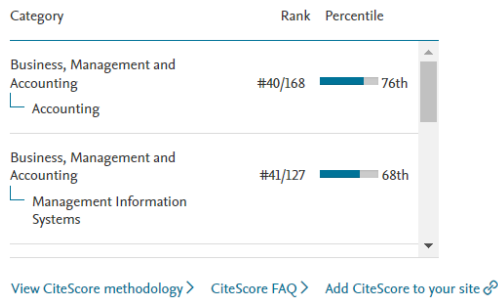 Category Rank Percentile
Business, Management and
Accounting #40/168 76th
Accounting
Business, Management and
Accounting #41/127 68th
Management Information
Systems
View CiteScore methodology CiteScore FAQ Add CiteScore to your site